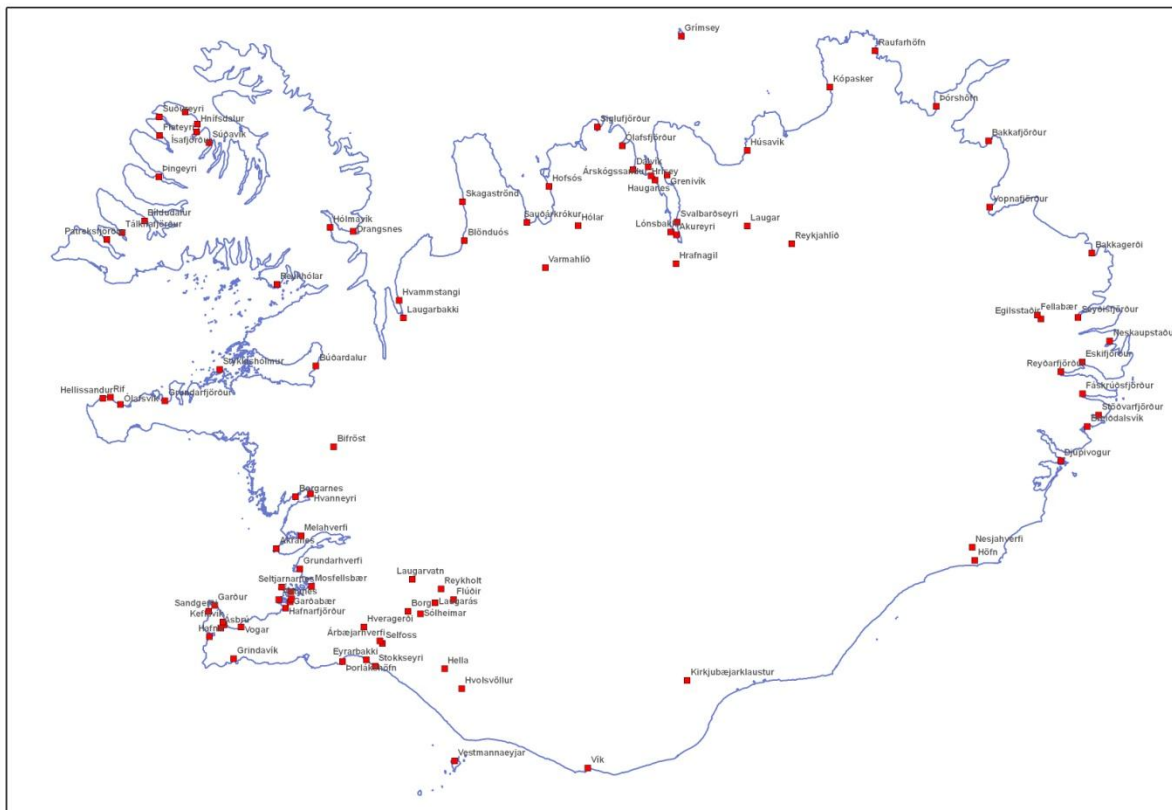 Grímsey
Raufarhöfn
Kópasker
Þórshöfn
Suðureyri
Hnífsdalur
Siglufjörður
Flateyri
Súðavík
Ísafjörður
Ólafsfjörður
Húsavík
Bakkafjörður
Þingeyri
Dalvík
Árskógssandur
Hrísey
Grenivík
Hauganes
Hofsós
Skagaströnd
Vopnafjörður
Bíldudalur
Tálknafjörður
Patreksfjörður
Hólmavík
Drangsnes
Sauðárkrókur
Hólar
Svalbarðseyri
Lónsbakki
Akureyri
Laugar
Blönduós
Reykjahlíð
Bakkagerði
Varmahlíð
Hrafnagil
Reykhólar
Hvammstangi
Laugarbakki
Egilsstaðir
Fellabær
Seyðisfjörður
Neskaupstaður
Stykkishólmur
Búðardalur
Eskifjörður
Reyðarfjörður
Hellissandur
Rif
Ólafsvík
Grundarfjörður
Fáskrúðsfjörður
Stöðvarfjörður
Breiðdalsvík
Bifröst
Djúpivogur
Borgarnes
Hvanneyri
Melahverfi
Akranes
Nesjahverfi
Höfn
Grundarhverfi
Seltjarnarnes
Mosfellsbær
Laugarvatn
Reykholt
Flúðir
Garðabær
Hafnarfjörður
Sandgerði
Garður
Keflavík
Ásbrú
Vogar
Hafnir
Borg
Laugarás
Sólheimar
Hveragerði
Árbæjarhverfi
Selfoss
Grindavík
Eyrarbakki
Stokkseyri
Þorlákshöfn
Hella
Hvolsvöllur
Kirkjubæjarklaustur
Vestmannaeyjar
Vík